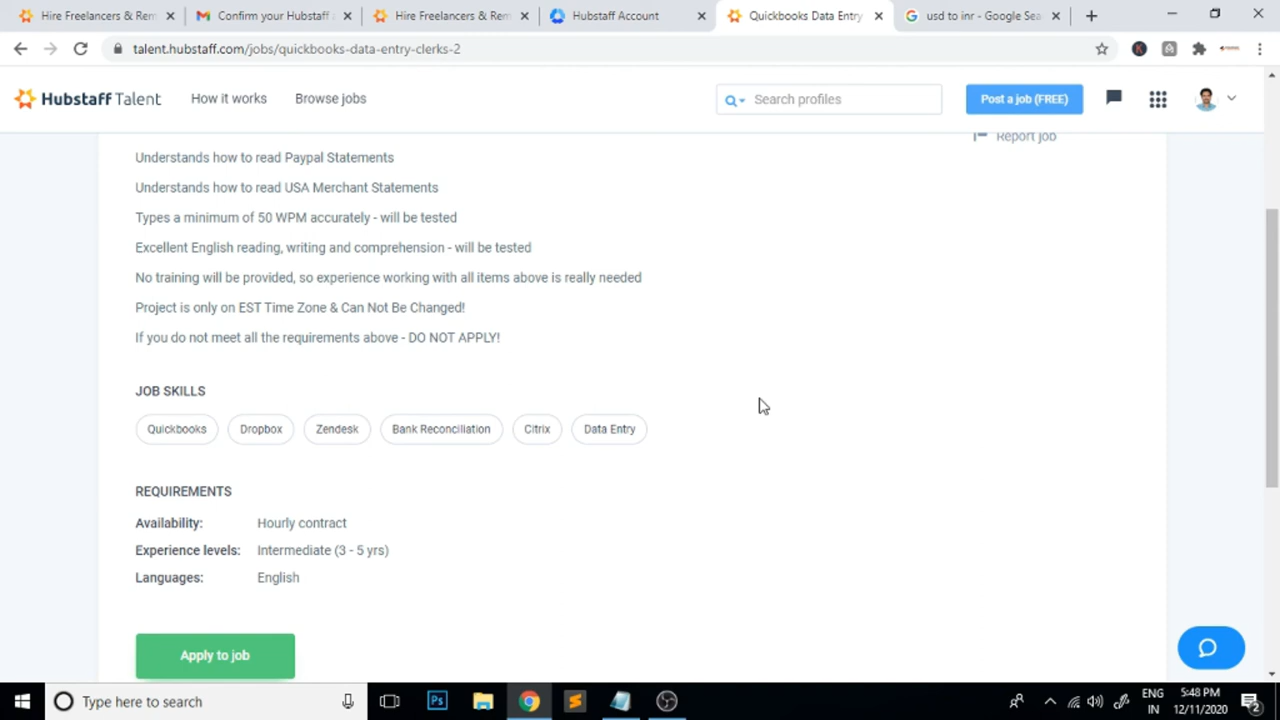 Hire Freelancers & Rem
Confirm your Hubstaff a
Hire Freelancers & Rem
Hubstaff Account
Quickbooks Data Entry
usd to inr - Google Sea
talent.hubstaff.com/jobs/quickbooks-data-entry-clerks-2
Hubstaff Talent
How it works
Browse jobs
Search profiles
Post a job (FREE)
Report job
Understands how to read Paypal Statements
Understands how to read USA Merchant Statements
Types a minimum of 50 WPM accurately - will be tested
Excellent English reading, writing and comprehension - will be tested
No training will be provided, so experience working with all items above is really needed
Project is only on EST Time Zone & Can Not Be Changed!
If you do not meet all the requirements above - DO NOT APPLY!
JOB SKILLS
Quickbooks
Dropbox
Zendesk
Bank Reconciliation
Citrix
Data Entry
REQUIREMENTS
Availability: Hourly contract
Experience levels: Intermediate (3 - 5 yrs)
Languages: English
Apply to job
Type here to search
Ps
ENG
IN
5:48 PM
12/11/2020
2